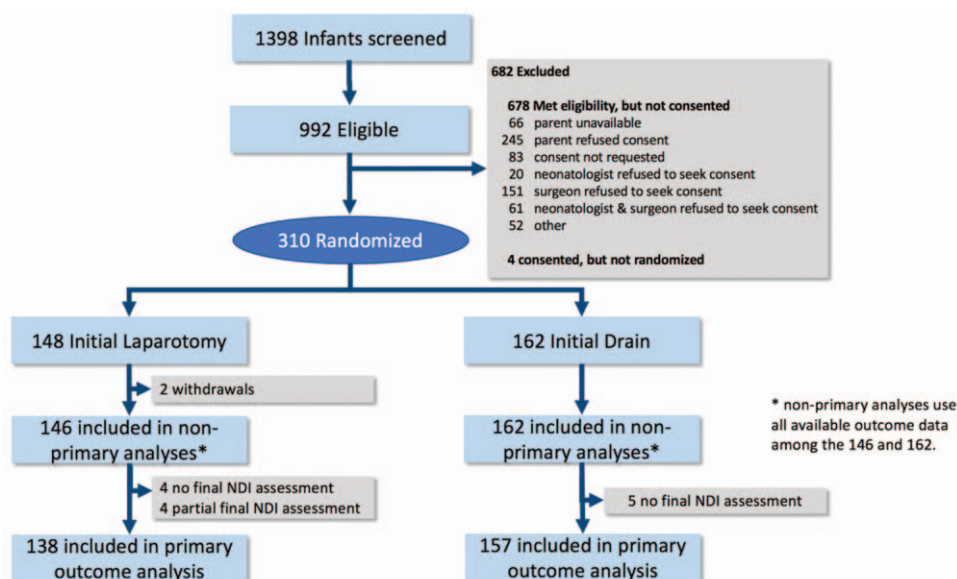 1398 Infants screened
992 Eligible
682 Excluded
678 Met eligibility, but not consented
66 parent unavailable
245 parent refused consent
83 consent not requested
20 neonatologist refused to seek consent
151 surgeon refused to seek consent
61 neonatologist & surgeon refused to seek consent
52 other
4 consented, but not randomized
310 Randomized
148 Initial Laparotomy
2 withdrawals
146 included in non-
primary analyses*
4 no final NDI assessment
4 partial final NDI assessment
138 included in primary
outcome analysis
162 Initial Drain
162 included in non-
primary analyses*
5 no final NDI assessment
157 included in primary
outcome analysis
* non-primary analyses use
all available outcome data
among the 146 and 162.